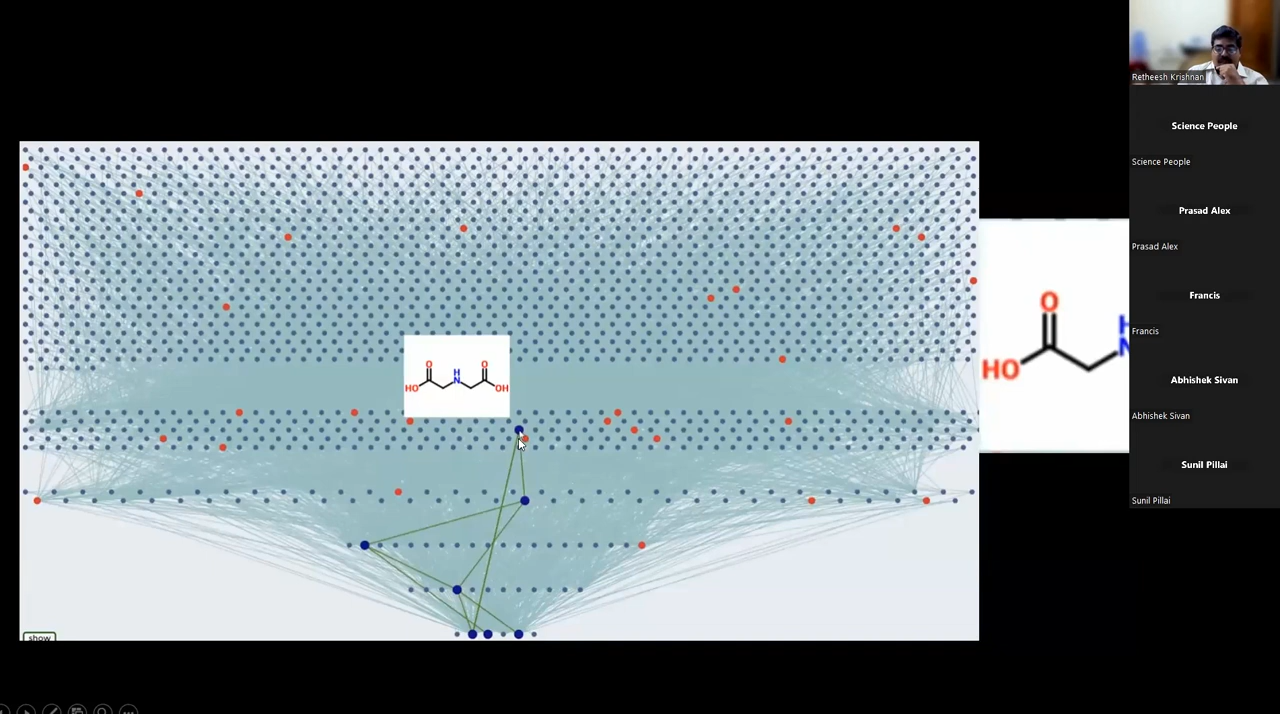 Retheesh Krishnan
Science People
Science People
Prasad Alex
Prasad Alex
Francis
Francis
Abhishek Sivan
Abhishek Sivan
Sunil Pillai
Sunil Pillai
O
H
N
O
HO
OH
O
H
N
HO
show